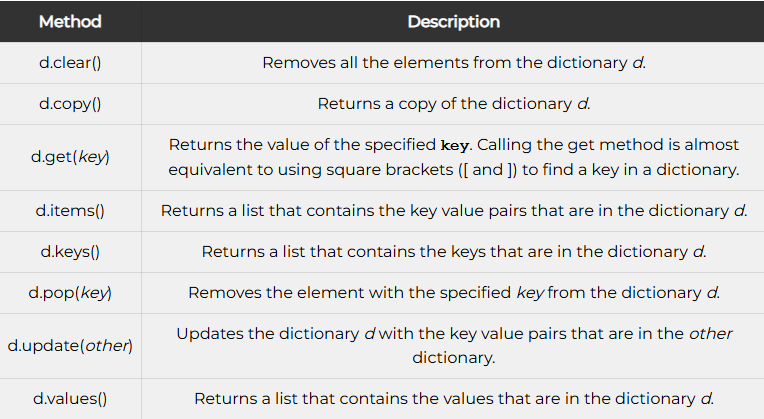 Method Description
d.clear() Removes all the elements from the dictionary d.
d.copy() Returns a copy of the dictionary d.
d.get(key) Returns the value of the specified key. Calling the get method is almost
equivalent to using square brackets ([ and ]) to find a key in a dictionary.
d.items() Returns a list that contains the key value pairs that are in the dictionary d.
d.keys() Returns a list that contains the keys that are in the dictionary d.
d.pop(key) Removes the element with the specified key from the dictionary d.
d.update(other) Updates the dictionary d with the key value pairs that are in the other
dictionary.
d.values() Returns a list that contains the values that are in the dictionary d.